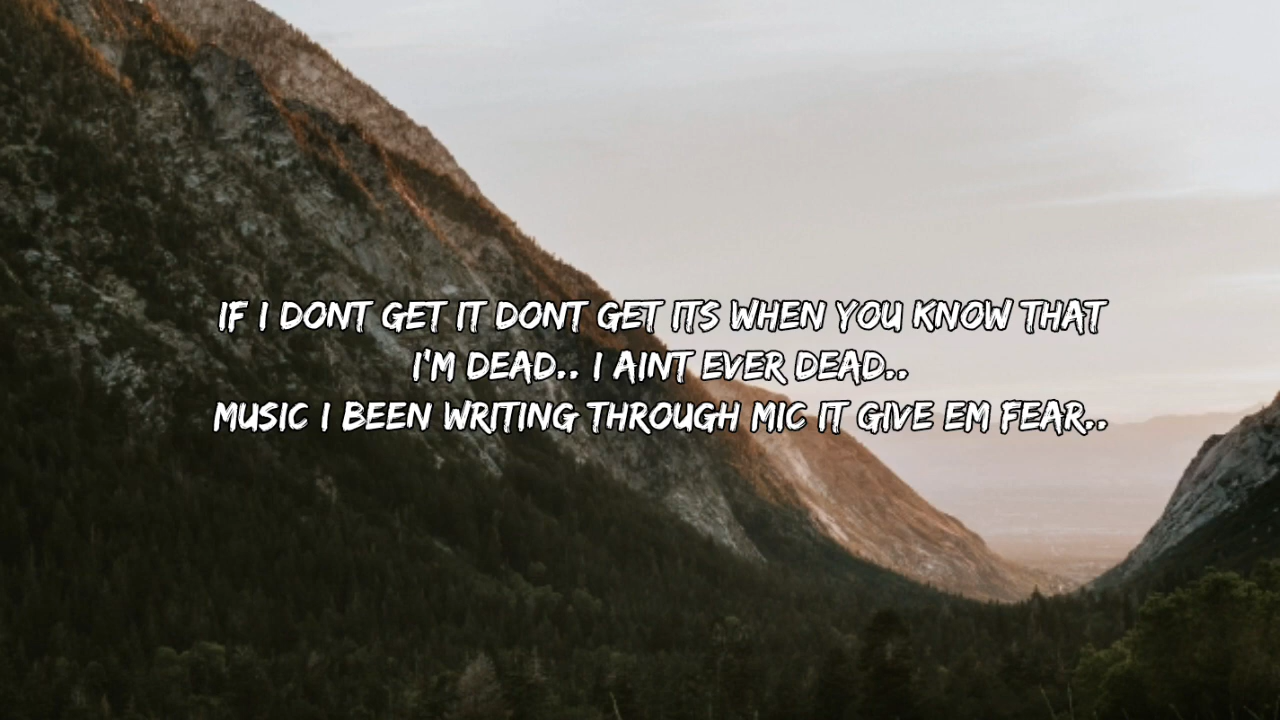 IF I DONT GET IT DONT GET ITS WHEN YOU KNOW THAT
I'M DEAD.. I AINT EVER DEAD..
MUSIC I BEEN WRITING THROUGH MIC IT GIVE EM FEAR..